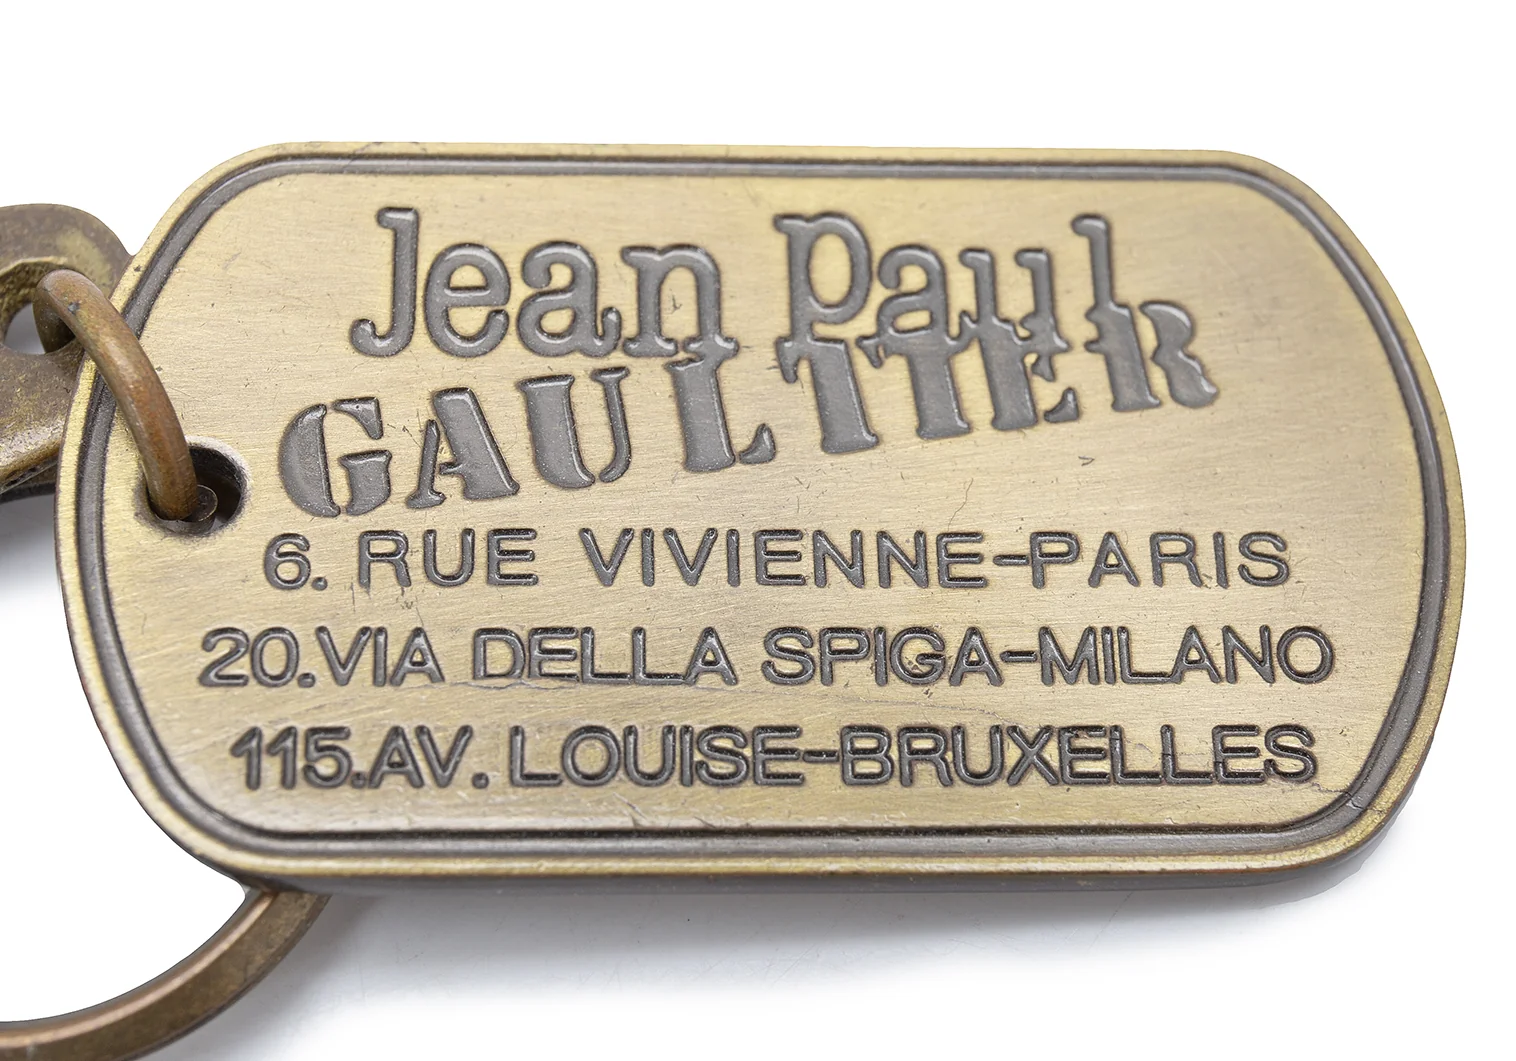 Jean Paul
GAULTIER
6. RUE VIVIENNE-PARIS
20.VIA DELLA SPIGA-MILANO
115.AV. LOUISE-BRUXELLES